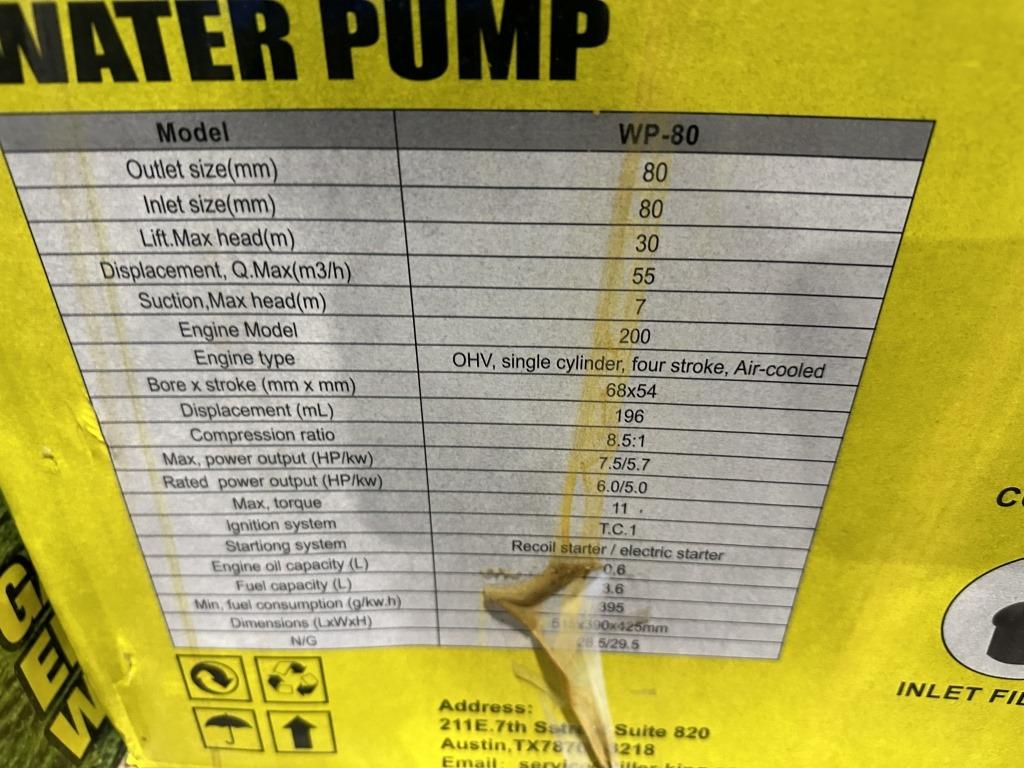 WATER PUMP
Model WP-80
Outlet size(mm) 80
Inlet size(mm) 80
Lift.Max head(m) 30
Displacement, Q.Max(m3/h) 55
Suction,Max head(m) 7
Engine Model 200
Engine type OHV, single cylinder, four stroke, Air-cooled
Bore x stroke (mm x mm) 68x54
Displacement (mL) 196
Compression ratio 8.5:1
Max, power output (HP/kw) 7.5/5.7
Rated power output (HP/kw) 6.0/5.0
Max, torque 11
Ignition system T.C.1
Startiong system Recoil starter / electric starter
Engine oil capacity (L) 0.6
Fuel capacity (L) 3.6
Min, fuel consumption (g/kw.h) 395
Dimensions (LxWxH)
N/G
Address:
211E.7th Suite 820
Austin,
Email:
INLET